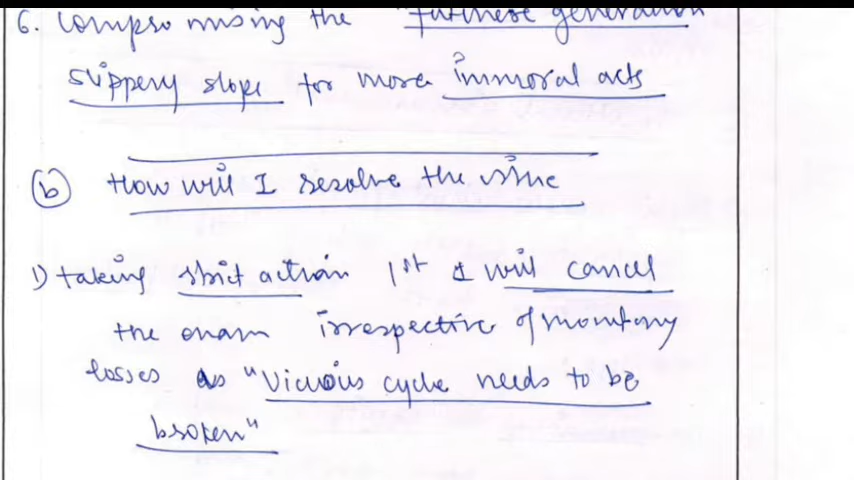 6. Compromising the "furthere generation
slippery slope for more immoral acts
(b) How will I resolve the issue
1) taking strict action 1st I will cancel
the exam irrespective of monetary
losses as "Vicious cycle needs to be
broken"